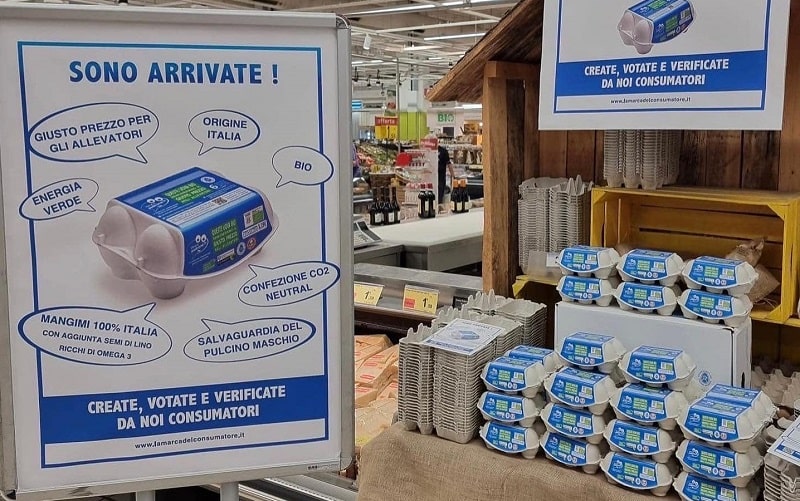 SONO ARRIVATE !
GIUSTO PREZZO PER
GLI ALLEVATORI
ORIGINE
ITALIA
BIO
ENERGIA
VERDE
CONFEZIONE CO2
NEUTRAL
MANGIMI 100% ITALIA
CON AGGIUNTA SEMI DI LINO
RICCHI DI OMEGA 3
SALVAGUARDIA DEL
PULCINO MASCHIO
CREATE, VOTATE E VERIFICATE
DA NOI CONSUMATORI
www.lamarcadelconsumatore.it
CREATE, VOTATE E VERIFICATE
DA NOI CONSUMATORI
www.lamarcadelconsumatore.it
offerta
BIO